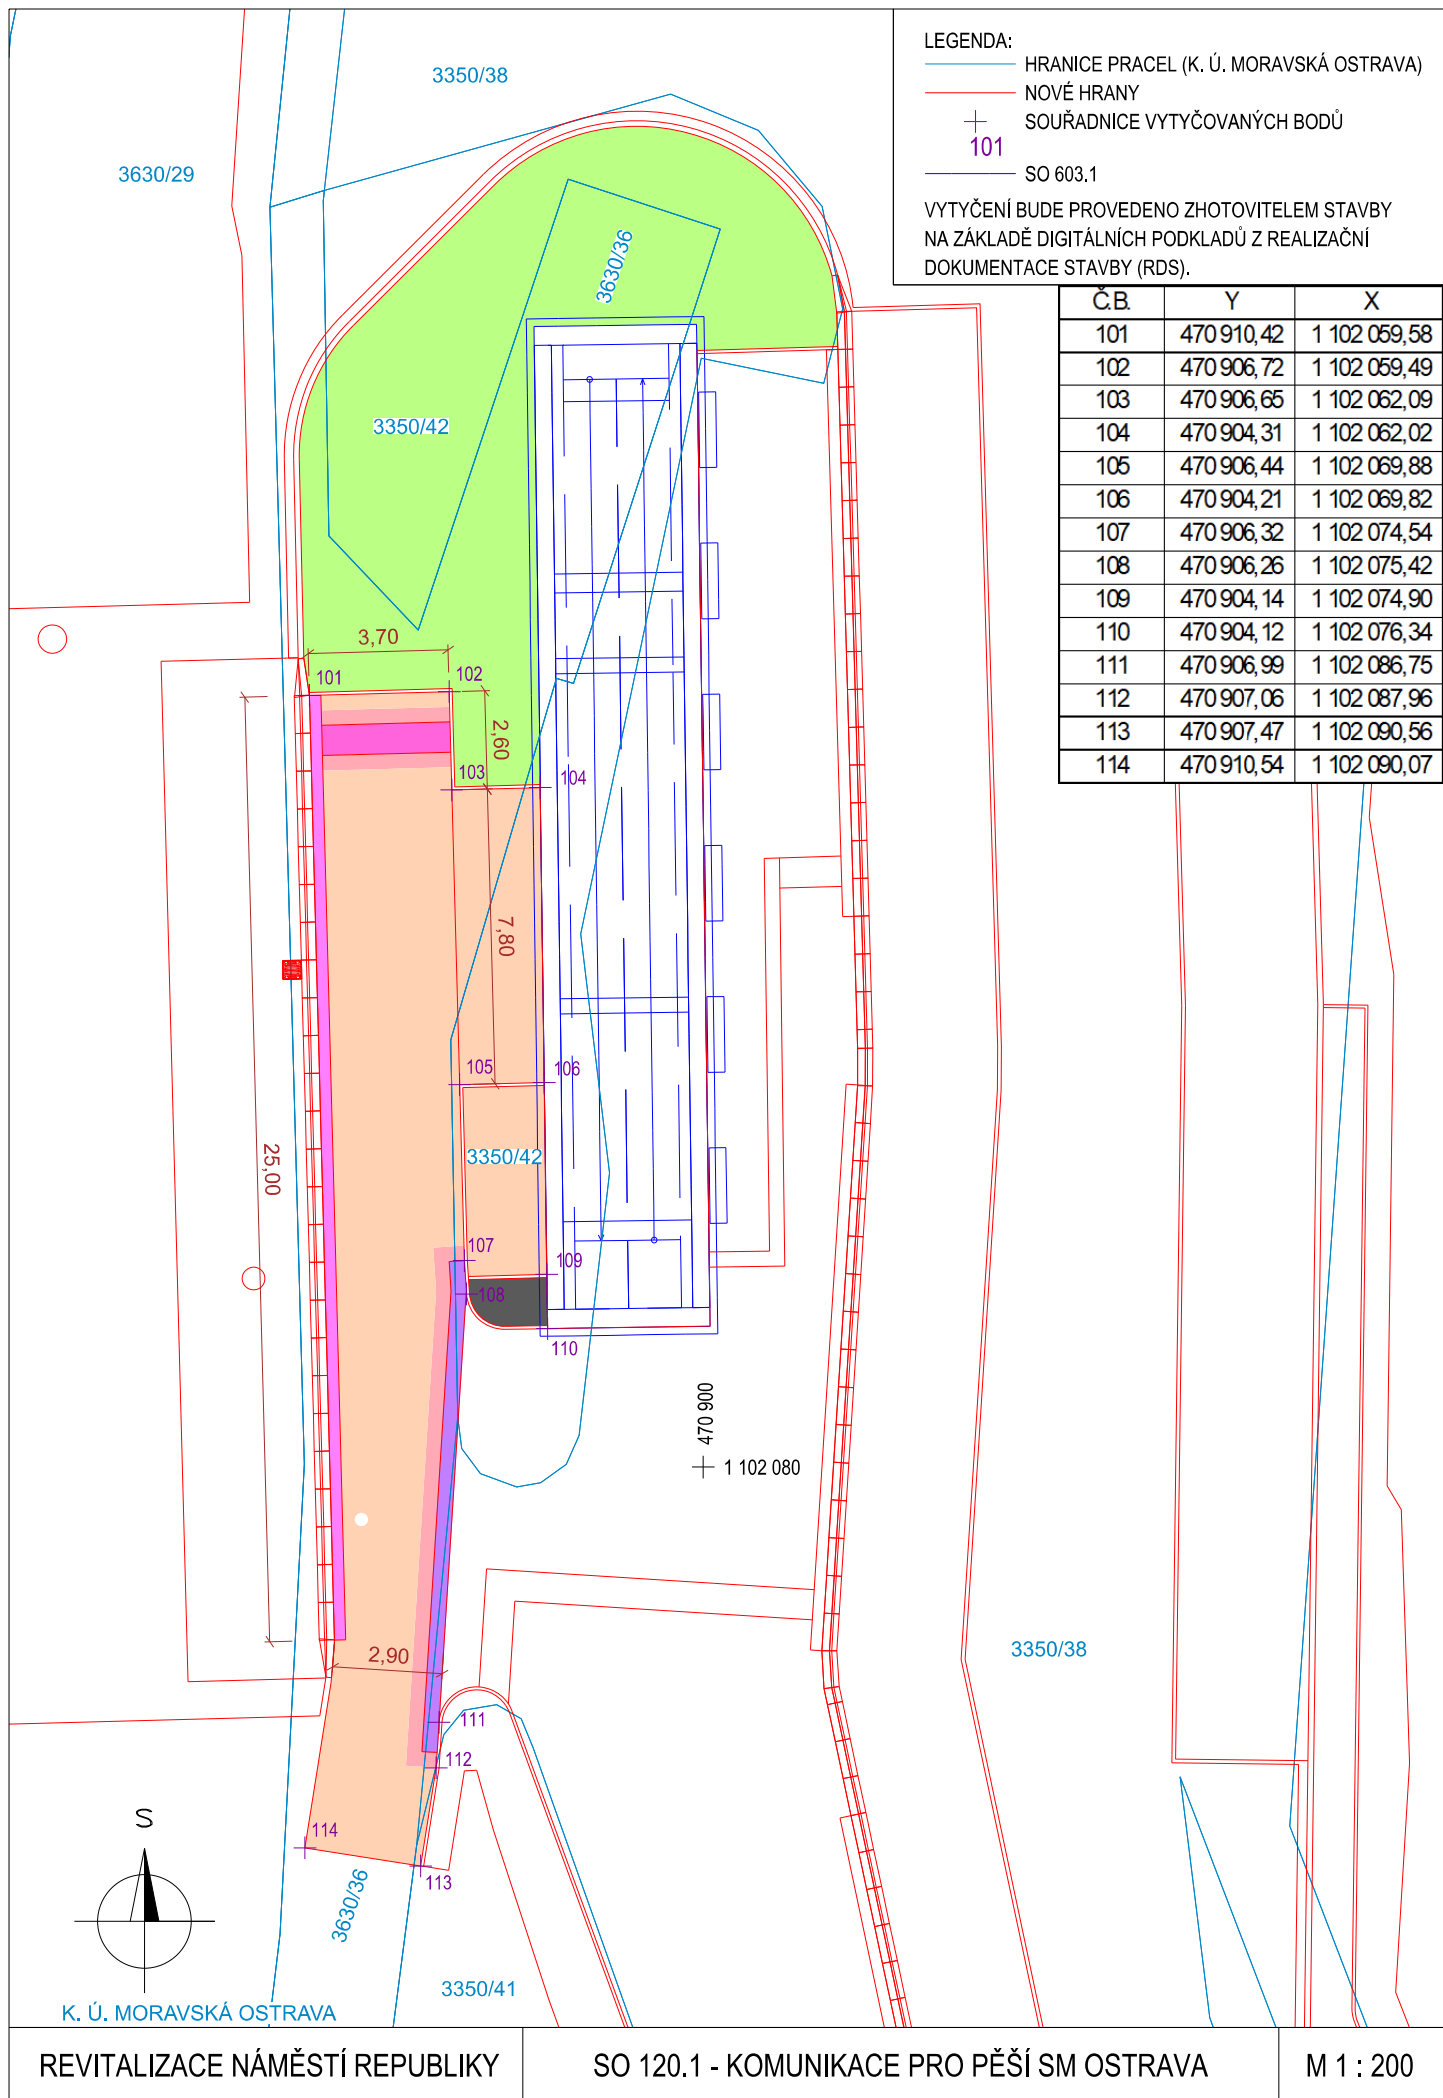 LEGENDA:
HRANICE PRACEL (K. Ú. MORAVSKÁ OSTRAVA)
NOVÉ HRANY
SOUŘADNICE VYTYČOVANÝCH BODŮ
101
SO 603.1
VYTYČENÍ BUDE PROVEDENO ZHOTOVITELEM STAVBY
NA ZÁKLADĚ DIGITÁLNÍCH PODKLADŮ Z REALIZAČNÍ
DOKUMENTACE STAVBY (RDS).
Č.B. Y X
101 470 910,42 1 102 059,58
102 470 906,72 1 102 059,49
103 470 906,65 1 102 062,09
104 470 904,31 1 102 062,02
105 470 906,44 1 102 069,88
106 470 904,21 1 102 069,82
107 470 906,32 1 102 074,54
108 470 906,26 1 102 075,42
109 470 904,14 1 102 074,90
110 470 904,12 1 102 076,34
111 470 906,99 1 102 086,75
112 470 907,06 1 102 087,96
113 470 907,47 1 102 090,56
114 470 910,54 1 102 090,07
3350/38
3630/29
3630/36
3350/42
3,70
101
102
2,60
103
104
7,80
105
106
25,00
3350/42
107
109
108
110
470 900
1 102 080
3350/38
2,90
111
112
S
114
113
3630/36
3350/41
K. Ú. MORAVSKÁ OSTRAVA
REVITALIZACE NÁMĚSTÍ REPUBLIKY
SO 120.1 - KOMUNIKACE PRO PĚŠÍ SM OSTRAVA
M 1 : 200